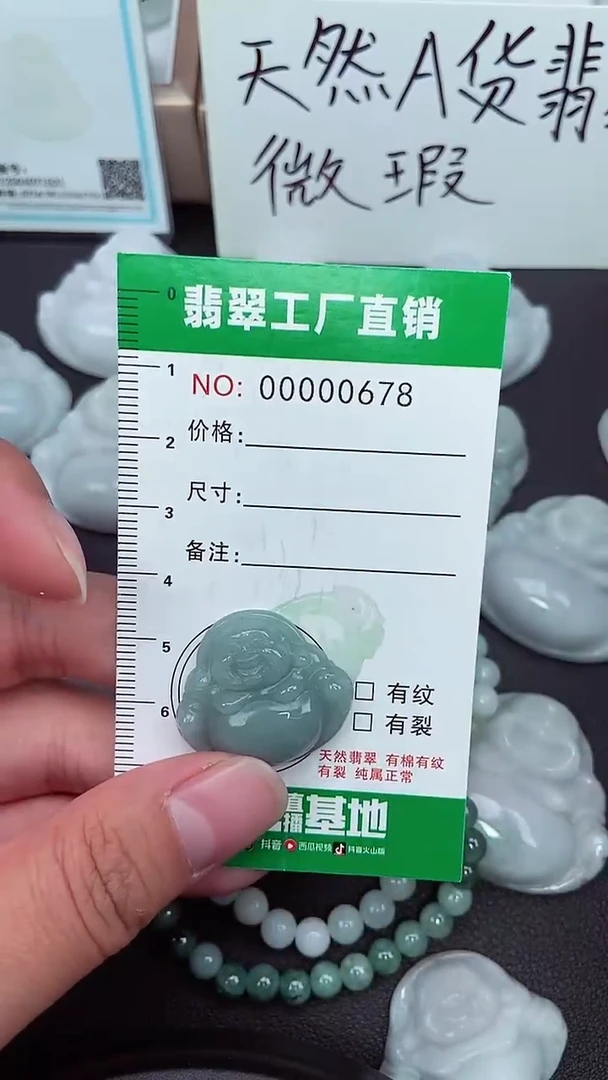 天然A货翡
微瑕
翡翠工厂直销
NO: 00000678
价格:
尺寸:
备注:
0
1
2
3
4
5
6
有纹
有裂
天然翡翠 有棉有纹
有裂 纯属正常
直播基地
抖音 西瓜视频 抖音火山版